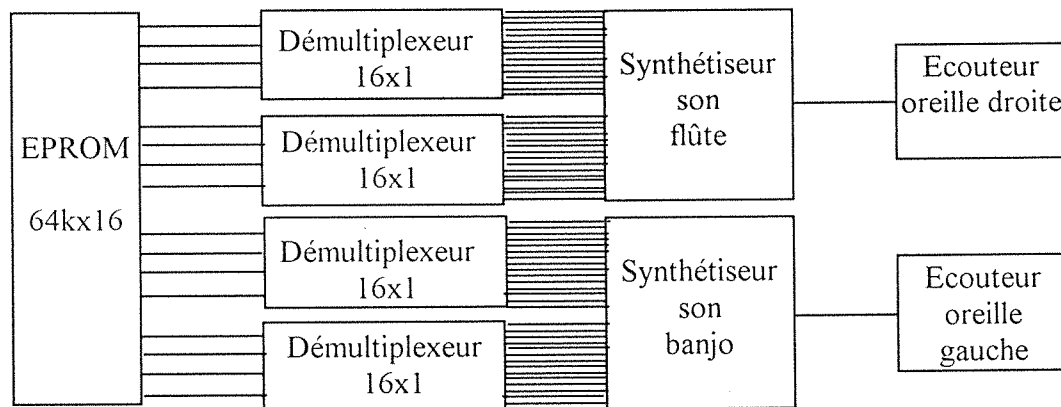 EPROM
64kx16
Démultiplexeur
16x1
Démultiplexeur
16x1
Démultiplexeur
16x1
Démultiplexeur
16x1
Synthétiseur
son
flûte
Synthétiseur
son
banjo
Ecouteur
oreille droite
Ecouteur
oreille
gauche